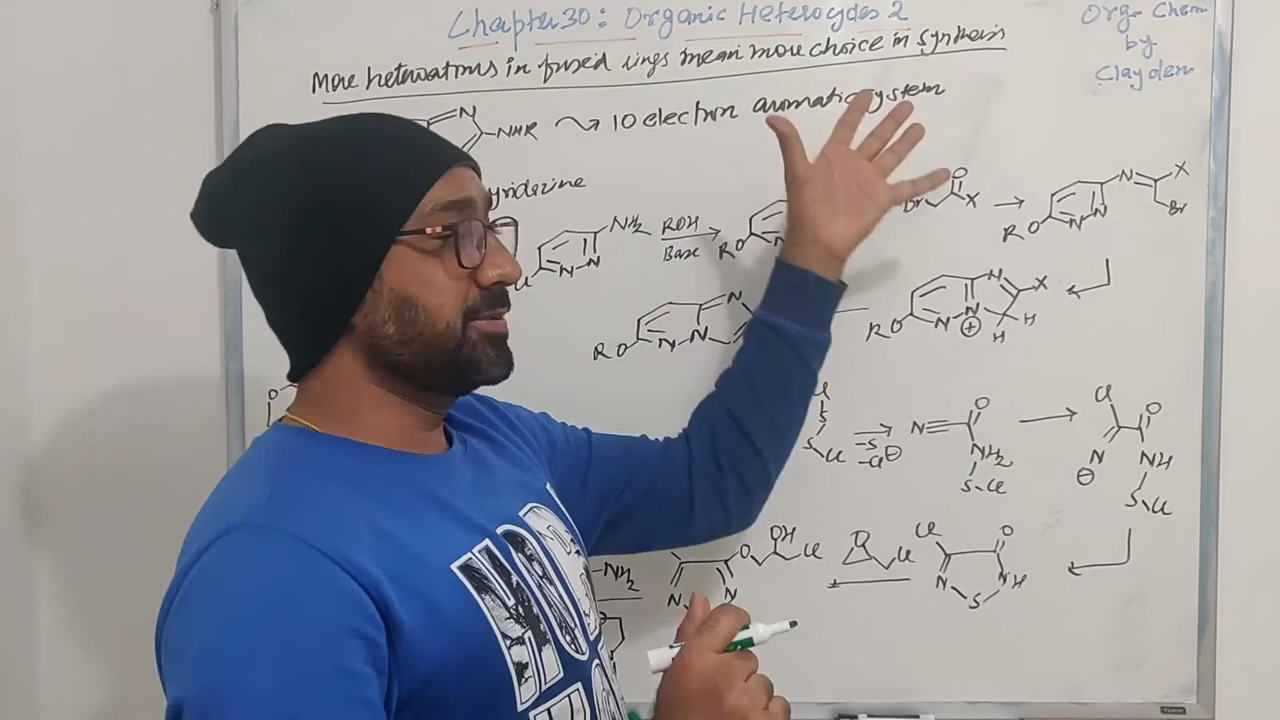 Chapter 30: Organic Heterocycles 2
Org. Chem
by
Clayden
More heteroatoms in fused rings mean more choice in synthesis
N
NHR
10 electron aromatic system
yridazine
NH2
N-N
ROH
Base
RO
Br
O
X
N
X
Br
N-N
RO
N
X
N
N
⊕
H
H
RO
N
N
N
RO
O
Cl
S
S
Cl
-S
-Cl⊖
N
O
NH2
S-Cl
Cl
O
N
⊖
NH
S
Cl
-NH2
N
N
O
OH
Cl
O
Cl
Cl
O
N
S
NH